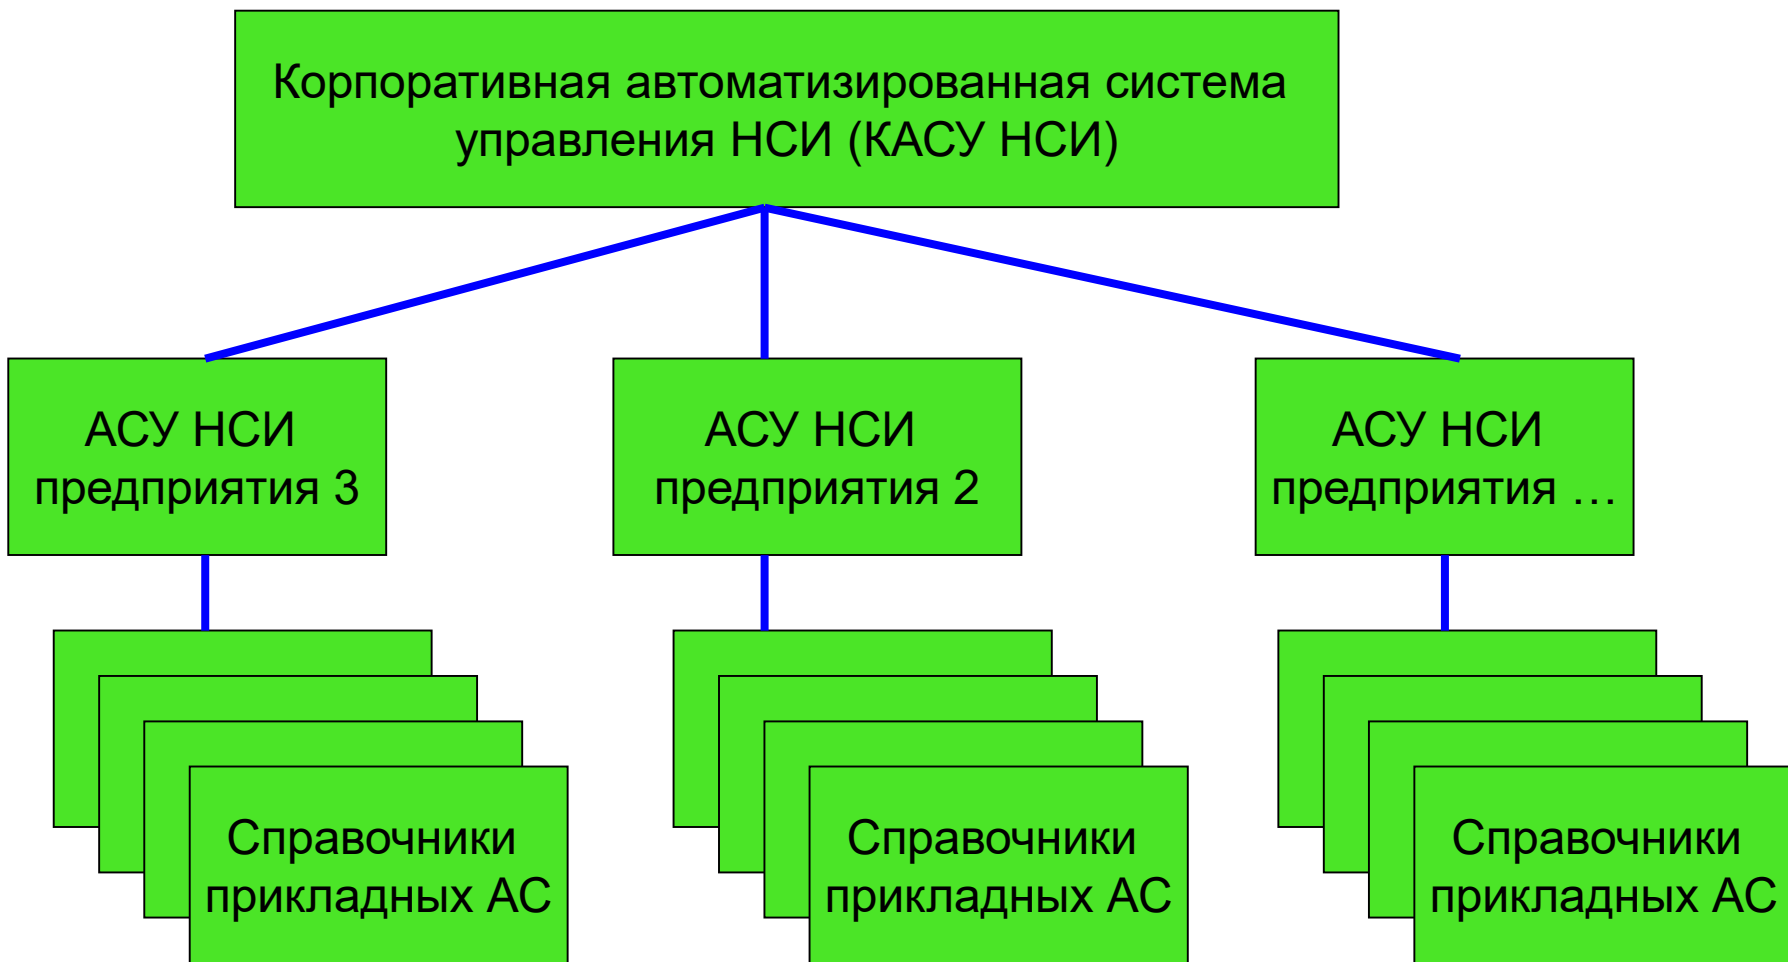 Корпоративная автоматизированная система
управления НСИ (КАСУ НСИ)
АСУ НСИ
предприятия 3
АСУ НСИ
предприятия 2
АСУ НСИ
предприятия …
Справочники
прикладных АС
Справочники
прикладных АС
Справочники
прикладных АС